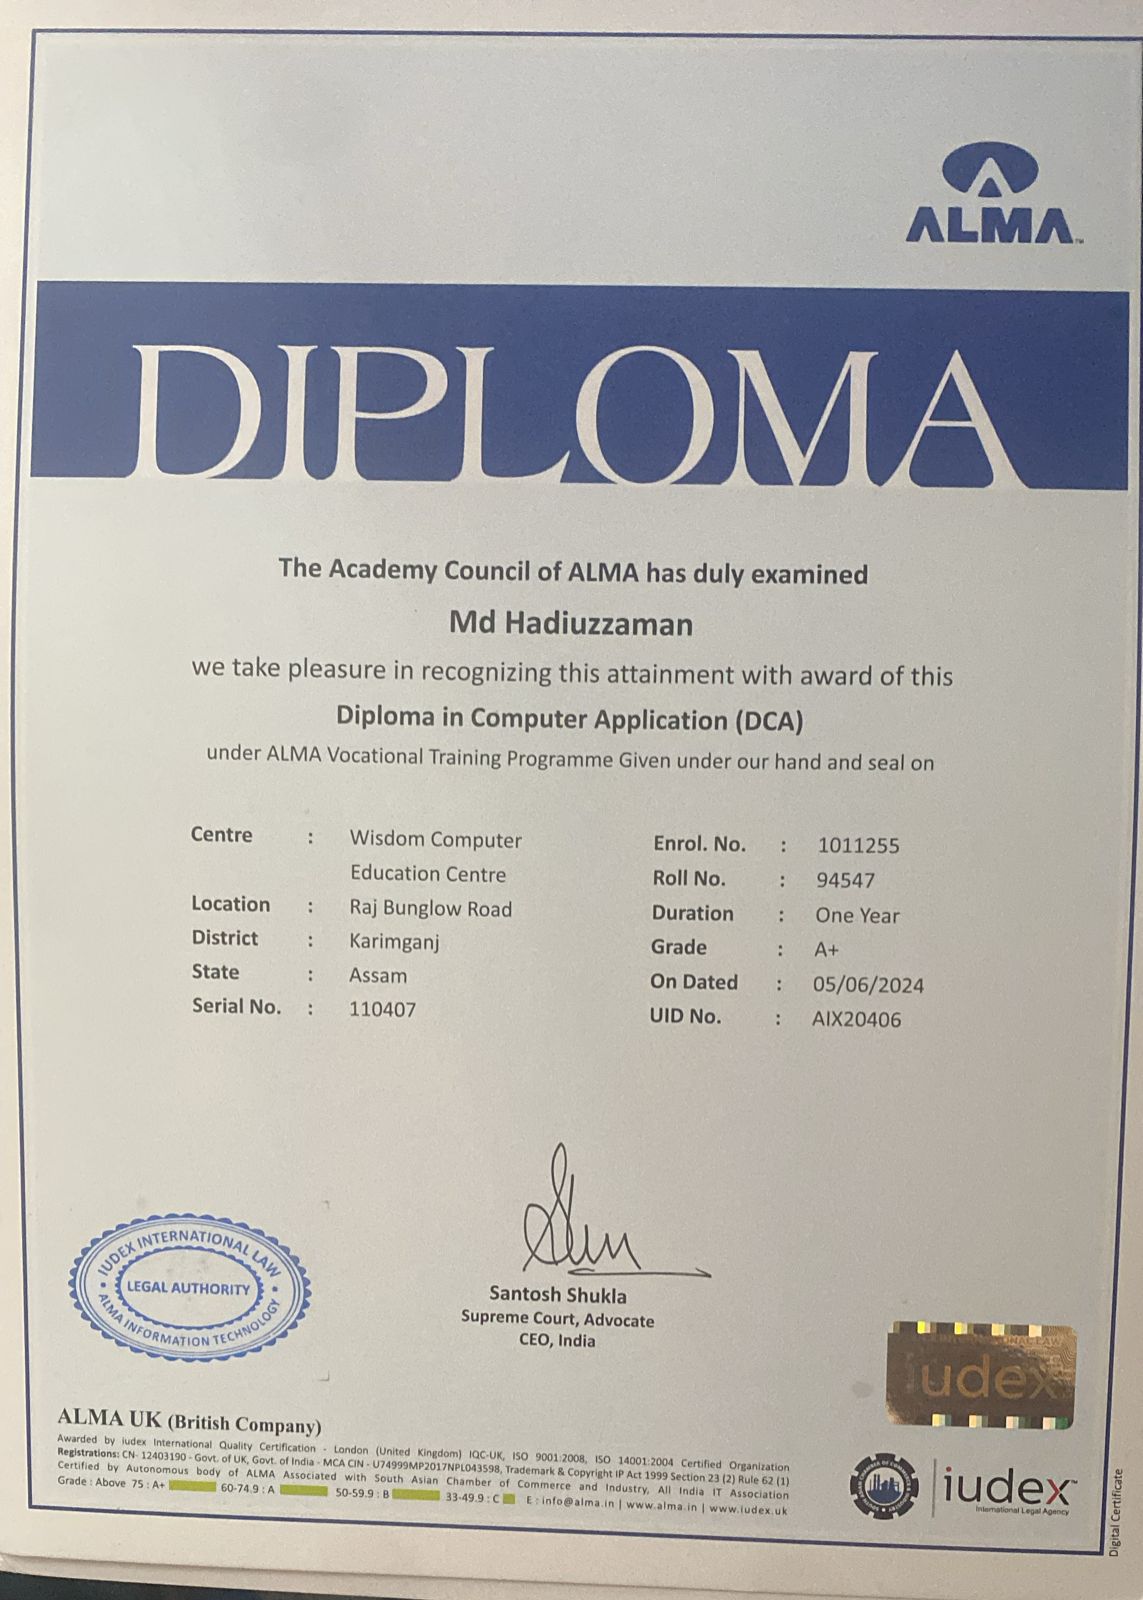 ALMA™
DIPLOMA
The Academy Council of ALMA has duly examined
Md Hadiuzzaman
we take pleasure in recognizing this attainment with award of this
Diploma in Computer Application (DCA)
under ALMA Vocational Training Programme Given under our hand and seal on
Centre : Wisdom Computer
Education Centre
Location : Raj Bunglow Road
District : Karimganj
State : Assam
Serial No. : 110407
Enrol. No. : 1011255
Roll No. : 94547
Duration : One Year
Grade : A+
On Dated : 05/06/2024
UID No. : AIX20406
IUDEX INTERNATIONAL LAW
LEGAL AUTHORITY
ALMA INFORMATION TECHNOLOGY
Santosh Shukla
Supreme Court, Advocate
CEO, India
iudex
ALMA UK (British Company)
Awarded by iudex International Quality Certification - London (United Kingdom) IQC-UK, ISO 9001:2008, ISO 14001:2004 Certified Organization
Registrations: CN- 12403190 - Govt. of UK, Govt. of India - MCA CIN - U74999MP2017NPL043598, Trademark & Copyright IP Act 1999 Section 23 (2) Rule 62 (1)
Certified by Autonomous body of ALMA Associated with South Asian Chamber of Commerce and Industry, All India IT Association
Grade : Above 75 : A+ 60-74.9 : A 50-59.9 : B 33-49.9 : C E : info@alma.in | www.alma.in | www.iudex.uk
iudex™
International Legal Agency
Digital Certificate